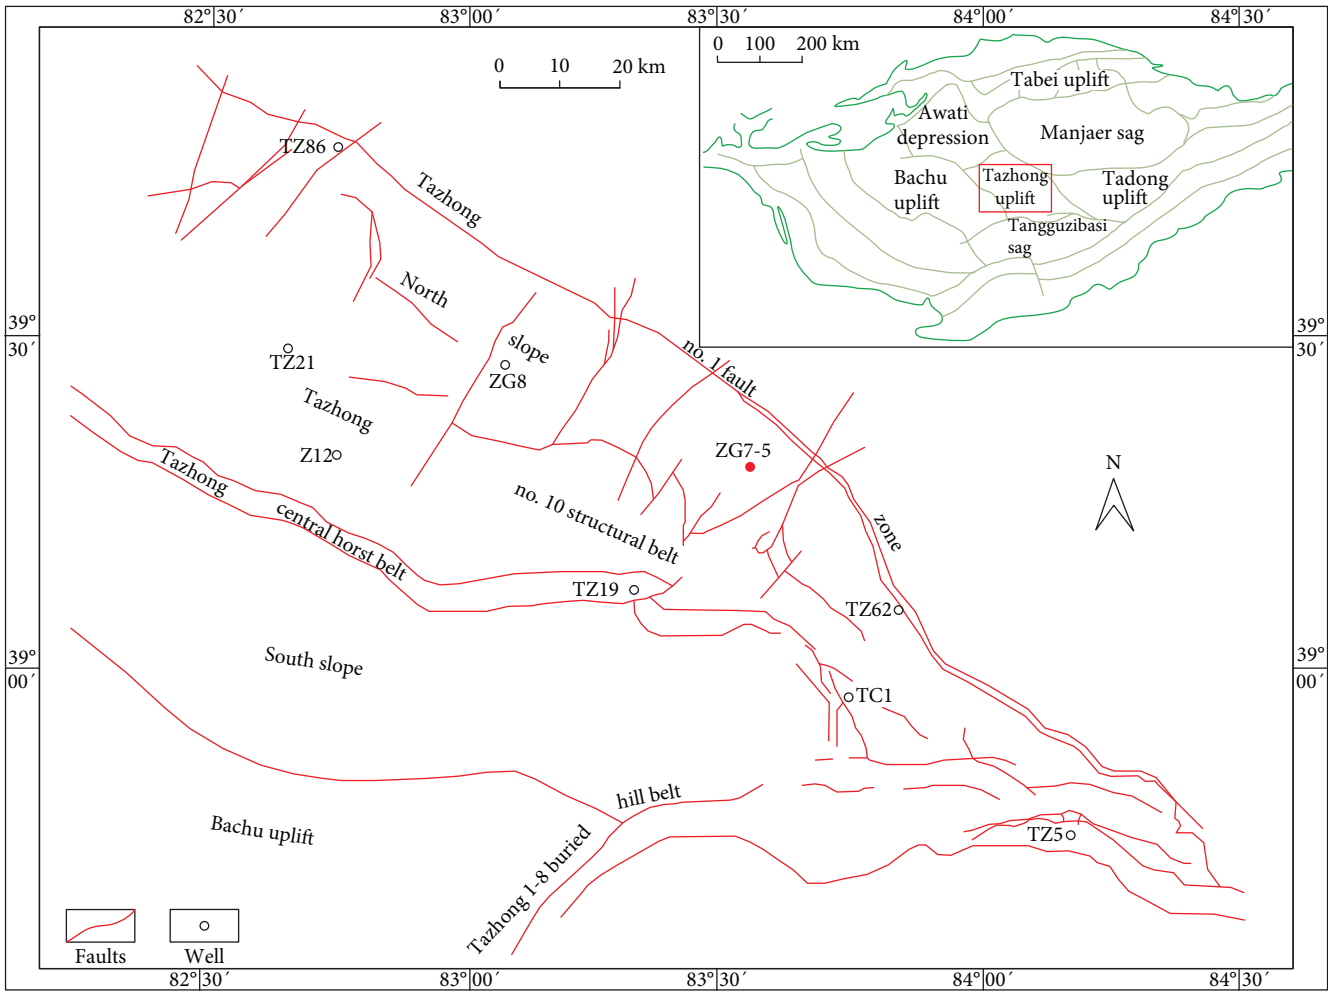 82°30′ 83°00′ 83°30′ 84°00′ 84°30′
0 10 20 km
0 100 200 km
Tabei uplift
Awati
depression
Manjaer sag
Bachu
uplift
Tazhong
uplift
Tadong
uplift
Tangguzibasi
sag
TZ86
Tazhong
North
39°
30′
39°
30′
slope
no. 1 fault
TZ21
ZG8
Tazhong
Z12
ZG7-5
N
Tazhong
central horst belt
no. 10 structural belt
zone
TZ19
TZ62
South slope
39°
00′
39°
00′
TC1
hill belt
Bachu uplift
TZ5
Tazhong 1-8 buried
Faults
Well
82°30′ 83°00′ 83°30′ 84°00′ 84°30′